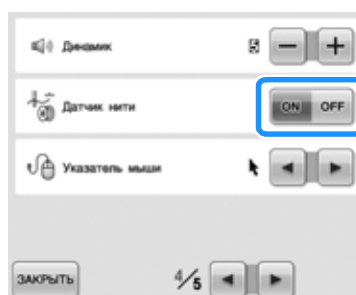 Динамик 5
Датчик нити ON OFF
Указатель мыши
ЗАКРЫТЬ 4/5